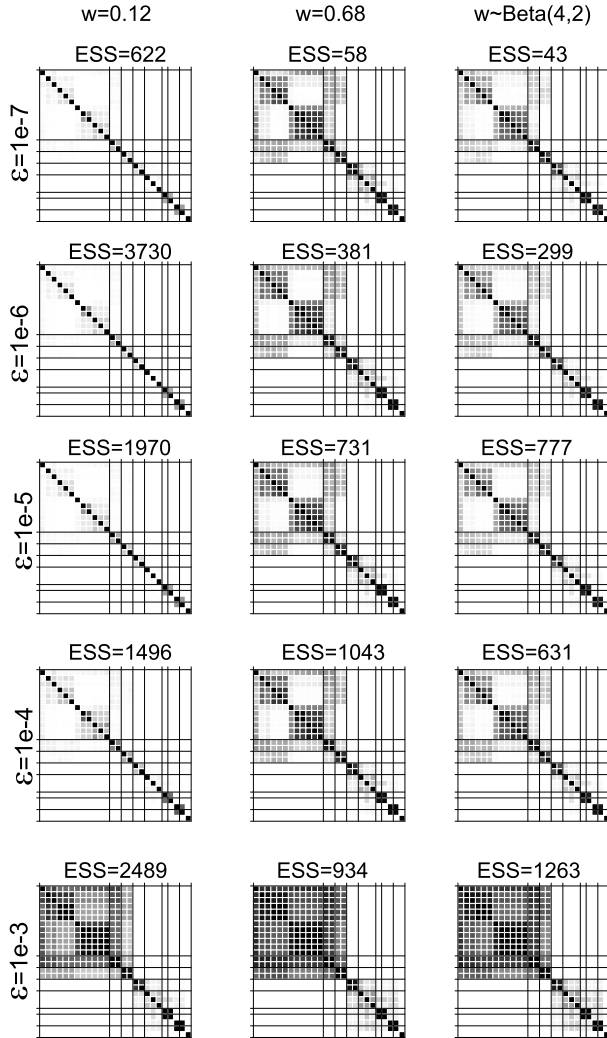 w=0.12 w=0.68 w~Beta(4,2)
ESS=622 ESS=58 ESS=43
ε=1e-7
ESS=3730 ESS=381 ESS=299
ε=1e-6
ESS=1970 ESS=731 ESS=777
ε=1e-5
ESS=1496 ESS=1043 ESS=631
ε=1e-4
ESS=2489 ESS=934 ESS=1263
ε=1e-3